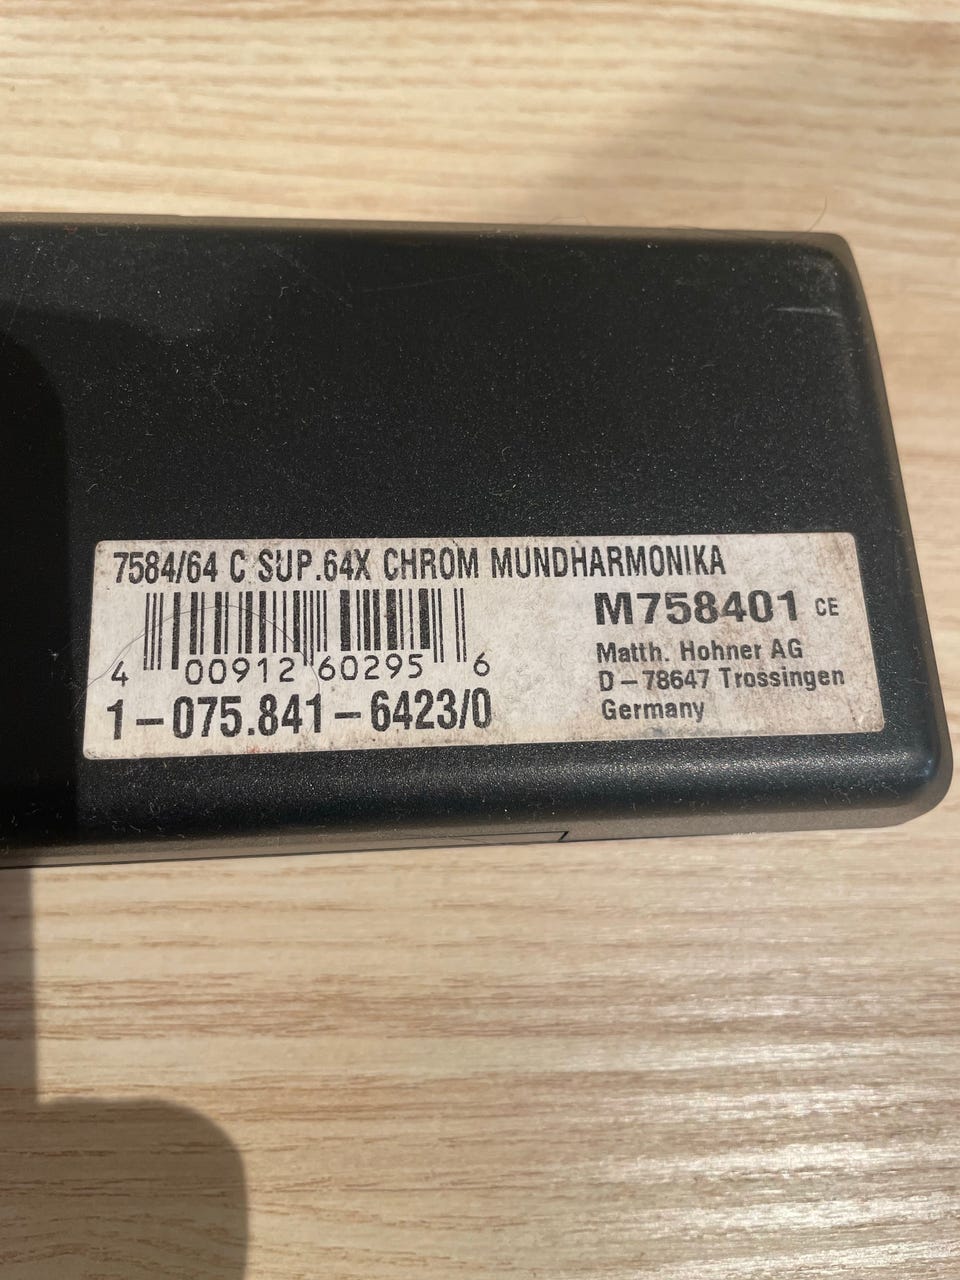 7584/64 C SUP.64X CHROM MUNDHARMONIKA
M758401 CE
4 00912 60295 6
Matth. Hohner AG
D-78647 Trossingen
Germany
1-075.841-6423/0